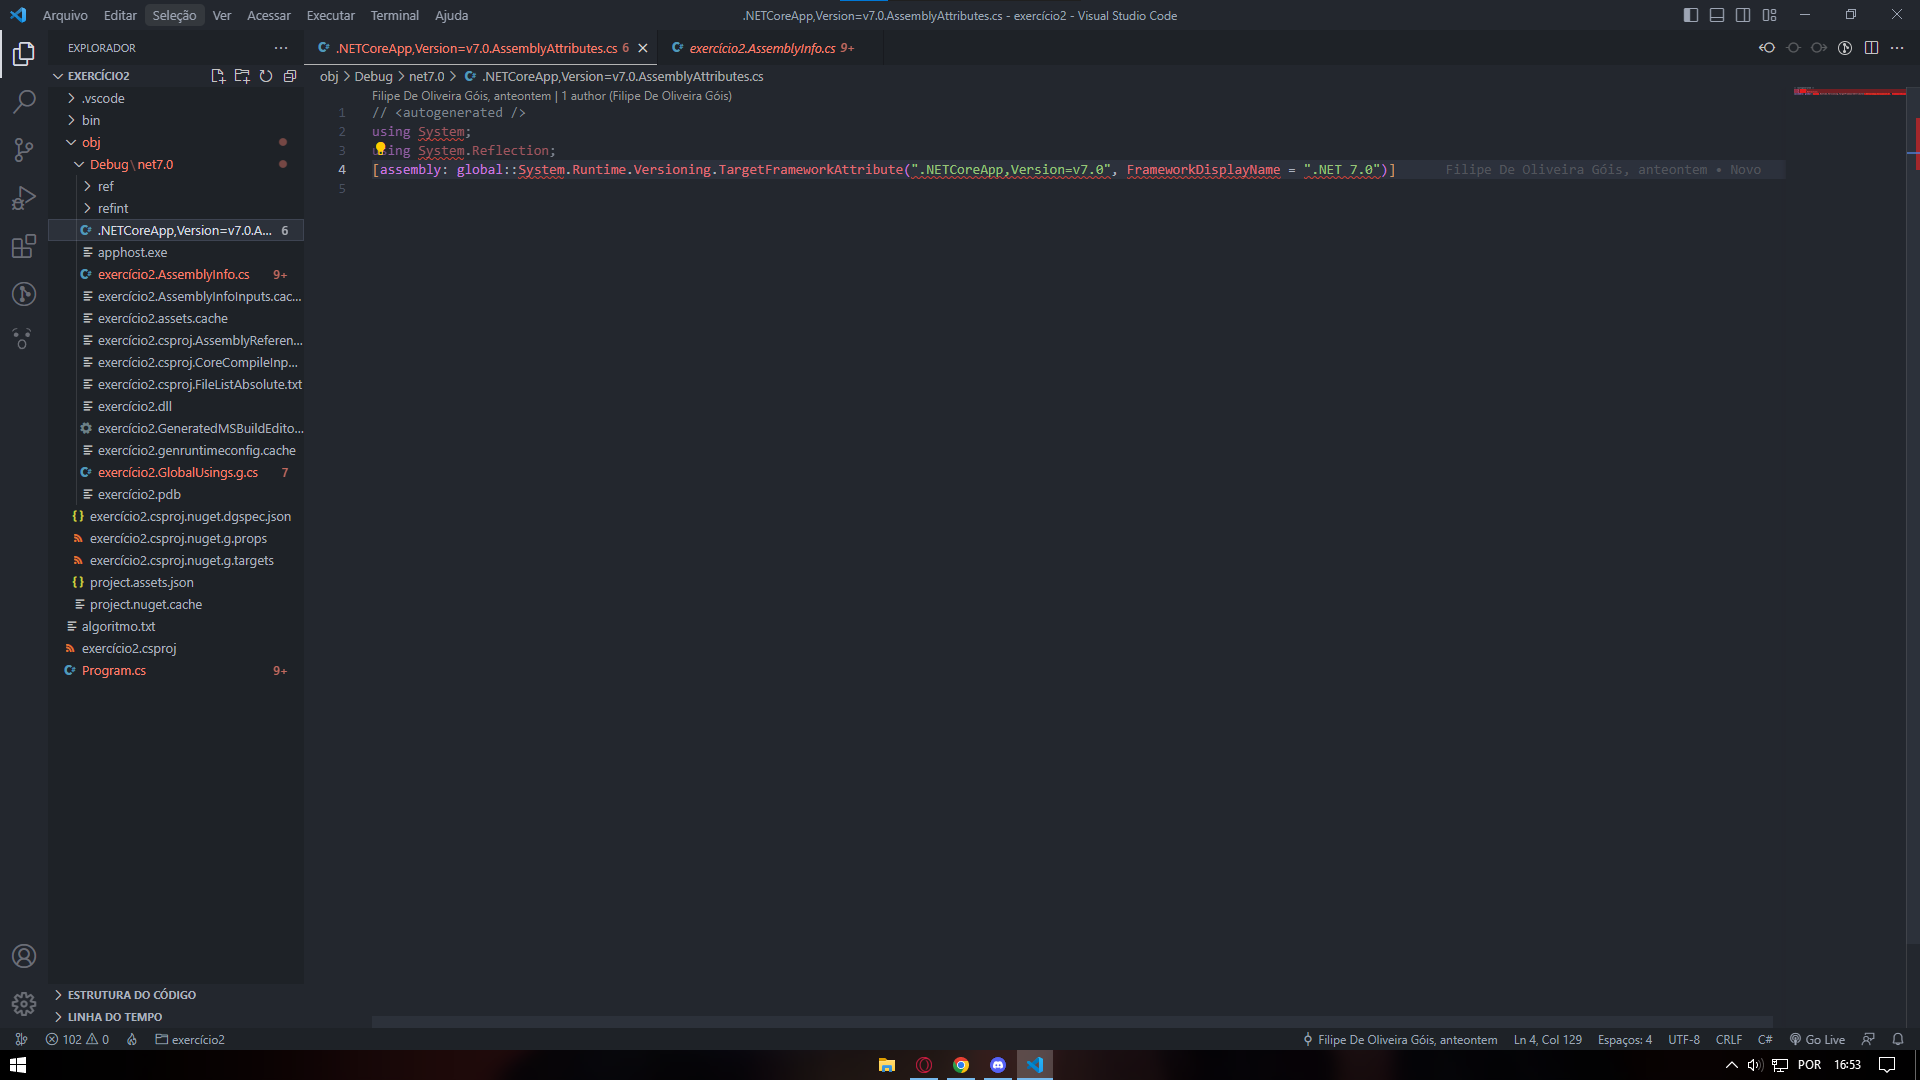 Arquivo Editar Seleção Ver Acessar Executar Terminal Ajuda
.NETCoreApp,Version=v7.0.AssemblyAttributes.cs - exercício2 - Visual Studio Code
EXPLORADOR
.NETCoreApp,Version=v7.0.AssemblyAttributes.cs 6
exercício2.AssemblyInfo.cs 9+
EXERCÍCIO2
obj > Debug > net7.0 > .NETCoreApp,Version=v7.0.AssemblyAttributes.cs
.vscode
bin
obj
Debug\net7.0
ref
refint
.NETCoreApp,Version=v7.0.A... 6
apphost.exe
exercício2.AssemblyInfo.cs 9+
exercício2.AssemblyInfoInputs.cac...
exercício2.assets.cache
exercício2.csproj.AssemblyReferen...
exercício2.csproj.CoreCompileInp...
exercício2.csproj.FileListAbsolute.txt
exercício2.dll
exercício2.GeneratedMSBuildEdito...
exercício2.genruntimeconfig.cache
exercício2.GlobalUsings.g.cs 7
exercício2.pdb
exercício2.csproj.nuget.dgspec.json
exercício2.csproj.nuget.g.props
exercício2.csproj.nuget.g.targets
project.assets.json
project.nuget.cache
algoritmo.txt
exercício2.csproj
Program.cs 9+
ESTRUTURA DO CÓDIGO
LINHA DO TEMPO
Filipe De Oliveira Góis, anteontem | 1 author (Filipe De Oliveira Góis)
1 // <autogenerated />
2 using System;
3 using System.Reflection;
4 [assembly: global::System.Runtime.Versioning.TargetFrameworkAttribute(".NETCoreApp,Version=v7.0", FrameworkDisplayName = ".NET 7.0")] Filipe De Oliveira Góis, anteontem • Novo
5
102 0 exercício2 Filipe De Oliveira Góis, anteontem Ln 4, Col 129 Espaços: 4 UTF-8 CRLF C# Go Live
POR 16:53